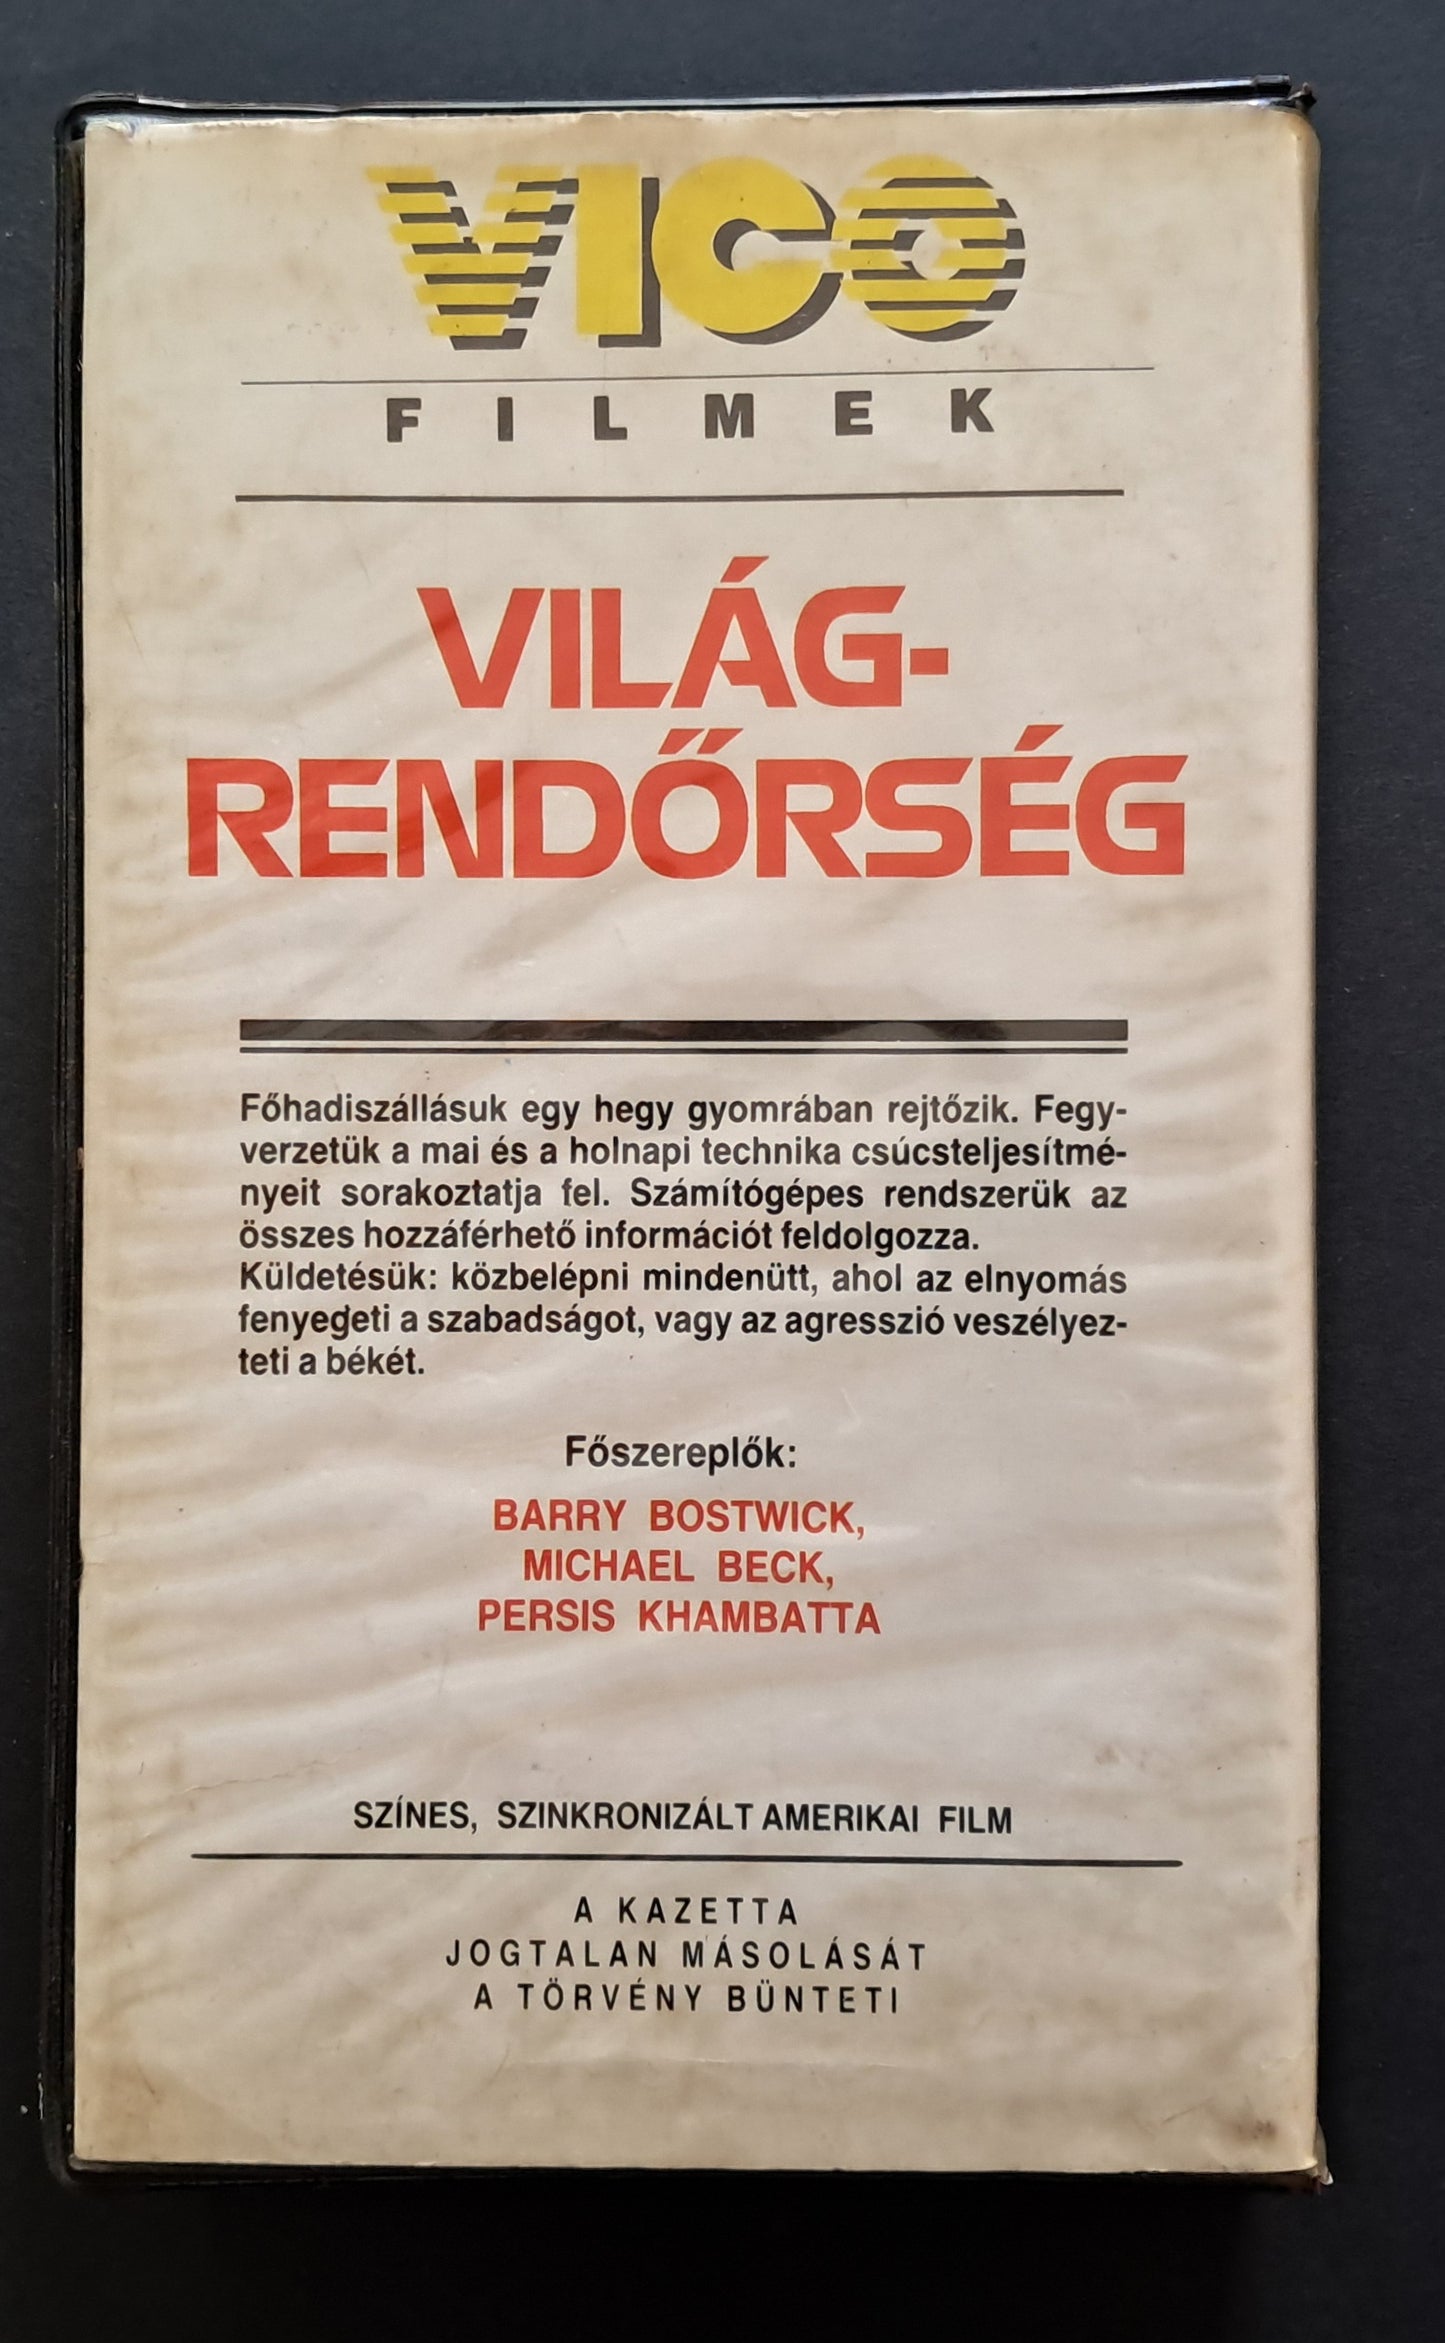 VICO
FILMEK
VILÁG-
RENDŐRSÉG
Főhadiszállásuk egy hegy gyomrában rejtőzik. Fegy-
verzetük a mai és a holnapi technika csúcsteljesítmé-
nyeit sorakoztatja fel. Számítógépes rendszerük az
összes hozzáférhető információt feldolgozza.
Küldetésük: közbelépni mindenütt, ahol az elnyomás
fenyegeti a szabadságot, vagy az agresszió veszélyez-
teti a békét.
Főszereplők:
BARRY BOSTWICK,
MICHAEL BECK,
PERSIS KHAMBATTA
SZÍNES, SZINKRONIZÁLT AMERIKAI FILM
A KAZETTA
JOGTALAN MÁSOLÁSÁT
A TÖRVÉNY BÜNTETI